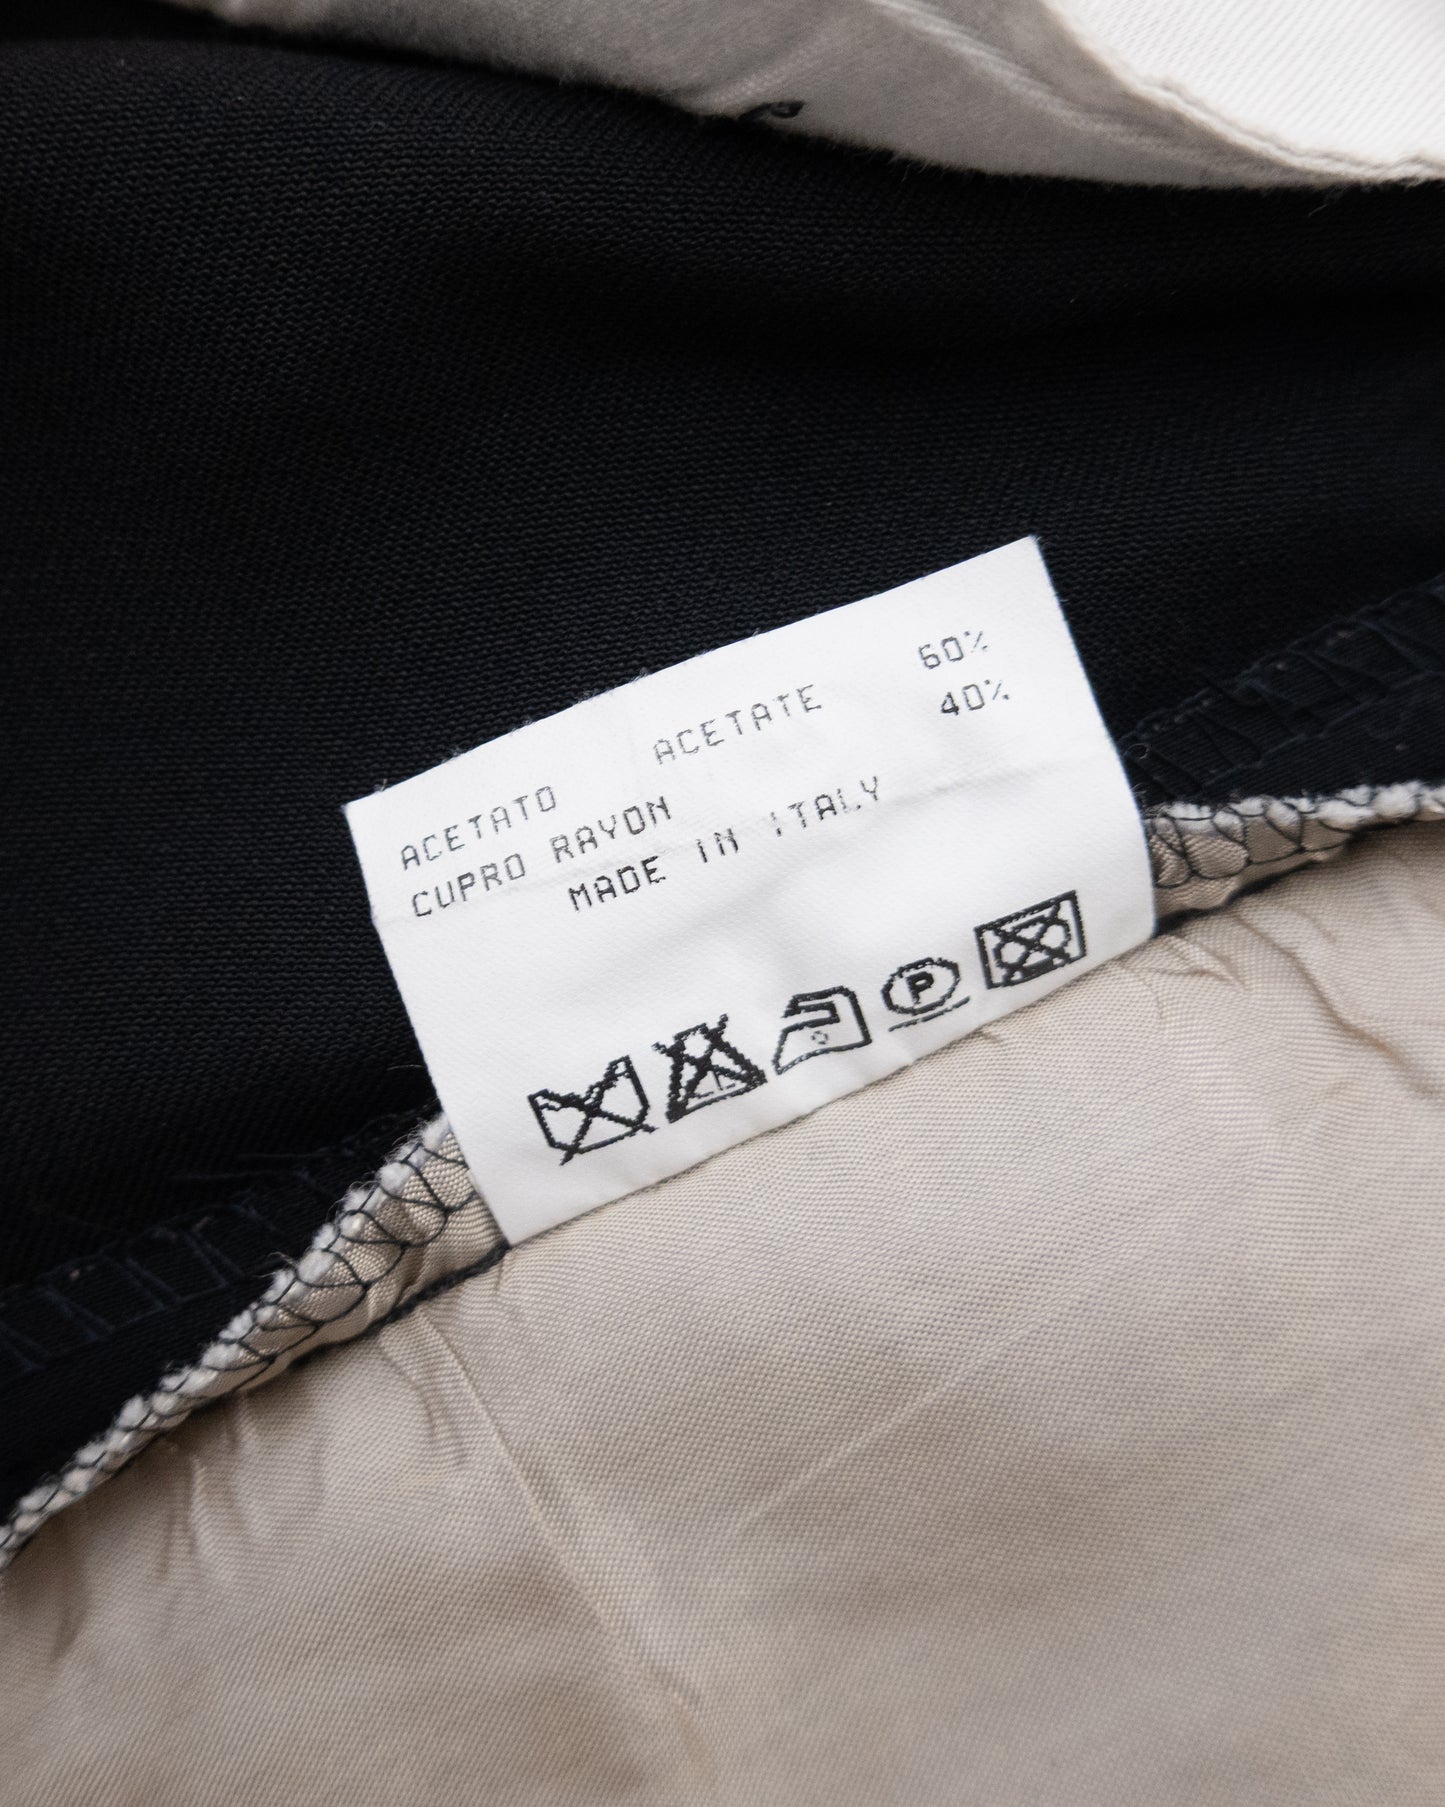 ACETATO ACETATE 60%
CUPRO RAYON 40%
MADE IN ITALY
P